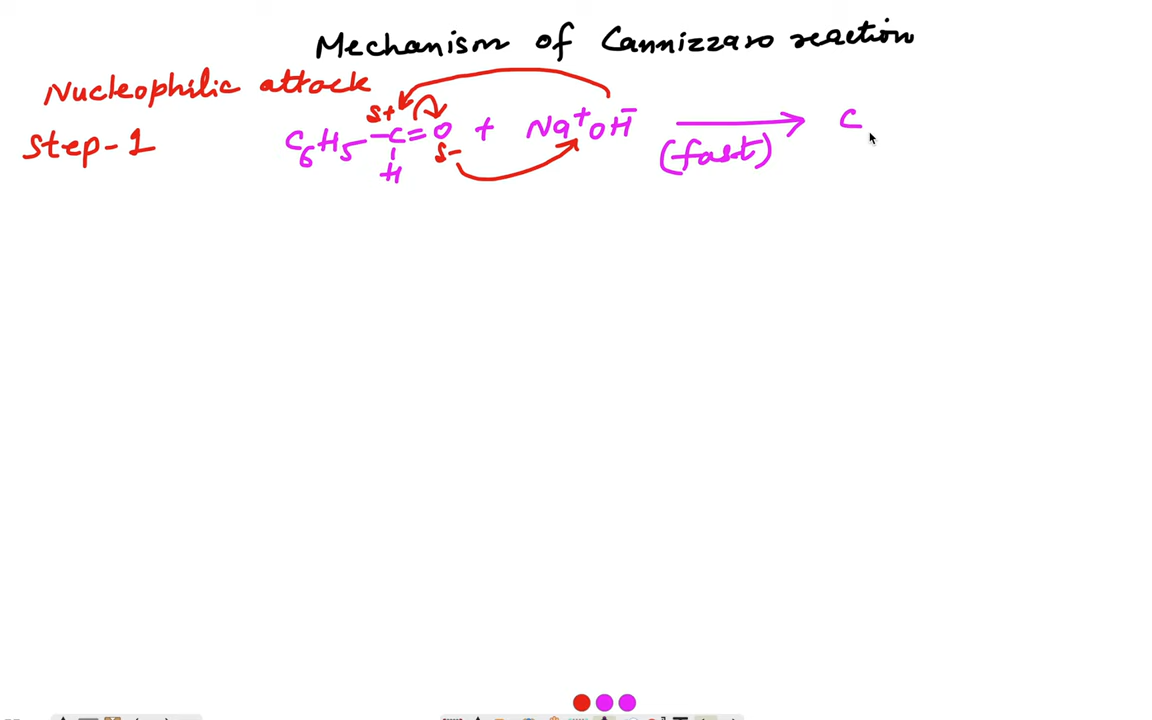 Mechanism of Cannizzaro reaction
Nucleophilic attack
Step-1
C6H5-C=O + Na+OH- (fast) C
δ+
δ-
H